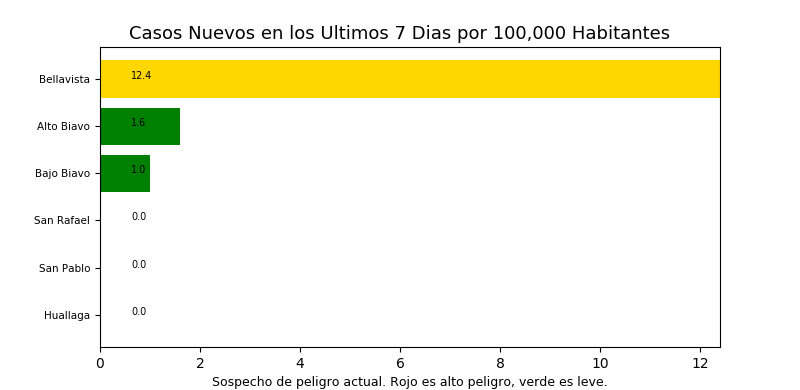 Casos Nuevos en los Ultimos 7 Dias por 100,000 Habitantes
Bellavista 12.4
Alto Biavo 1.6
Bajo Biavo 1.0
San Rafael 0.0
San Pablo 0.0
Huallaga 0.0
0 2 4 6 8 10 12
Sospecho de peligro actual. Rojo es alto peligro, verde es leve.